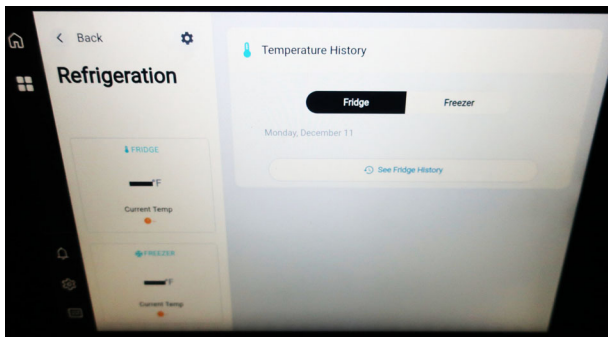 Back
Refrigeration
FRIDGE
°F
Current Temp
FREEZER
°F
Current Temp
Temperature History
Fridge Freezer
Monday, December 11
See Fridge History